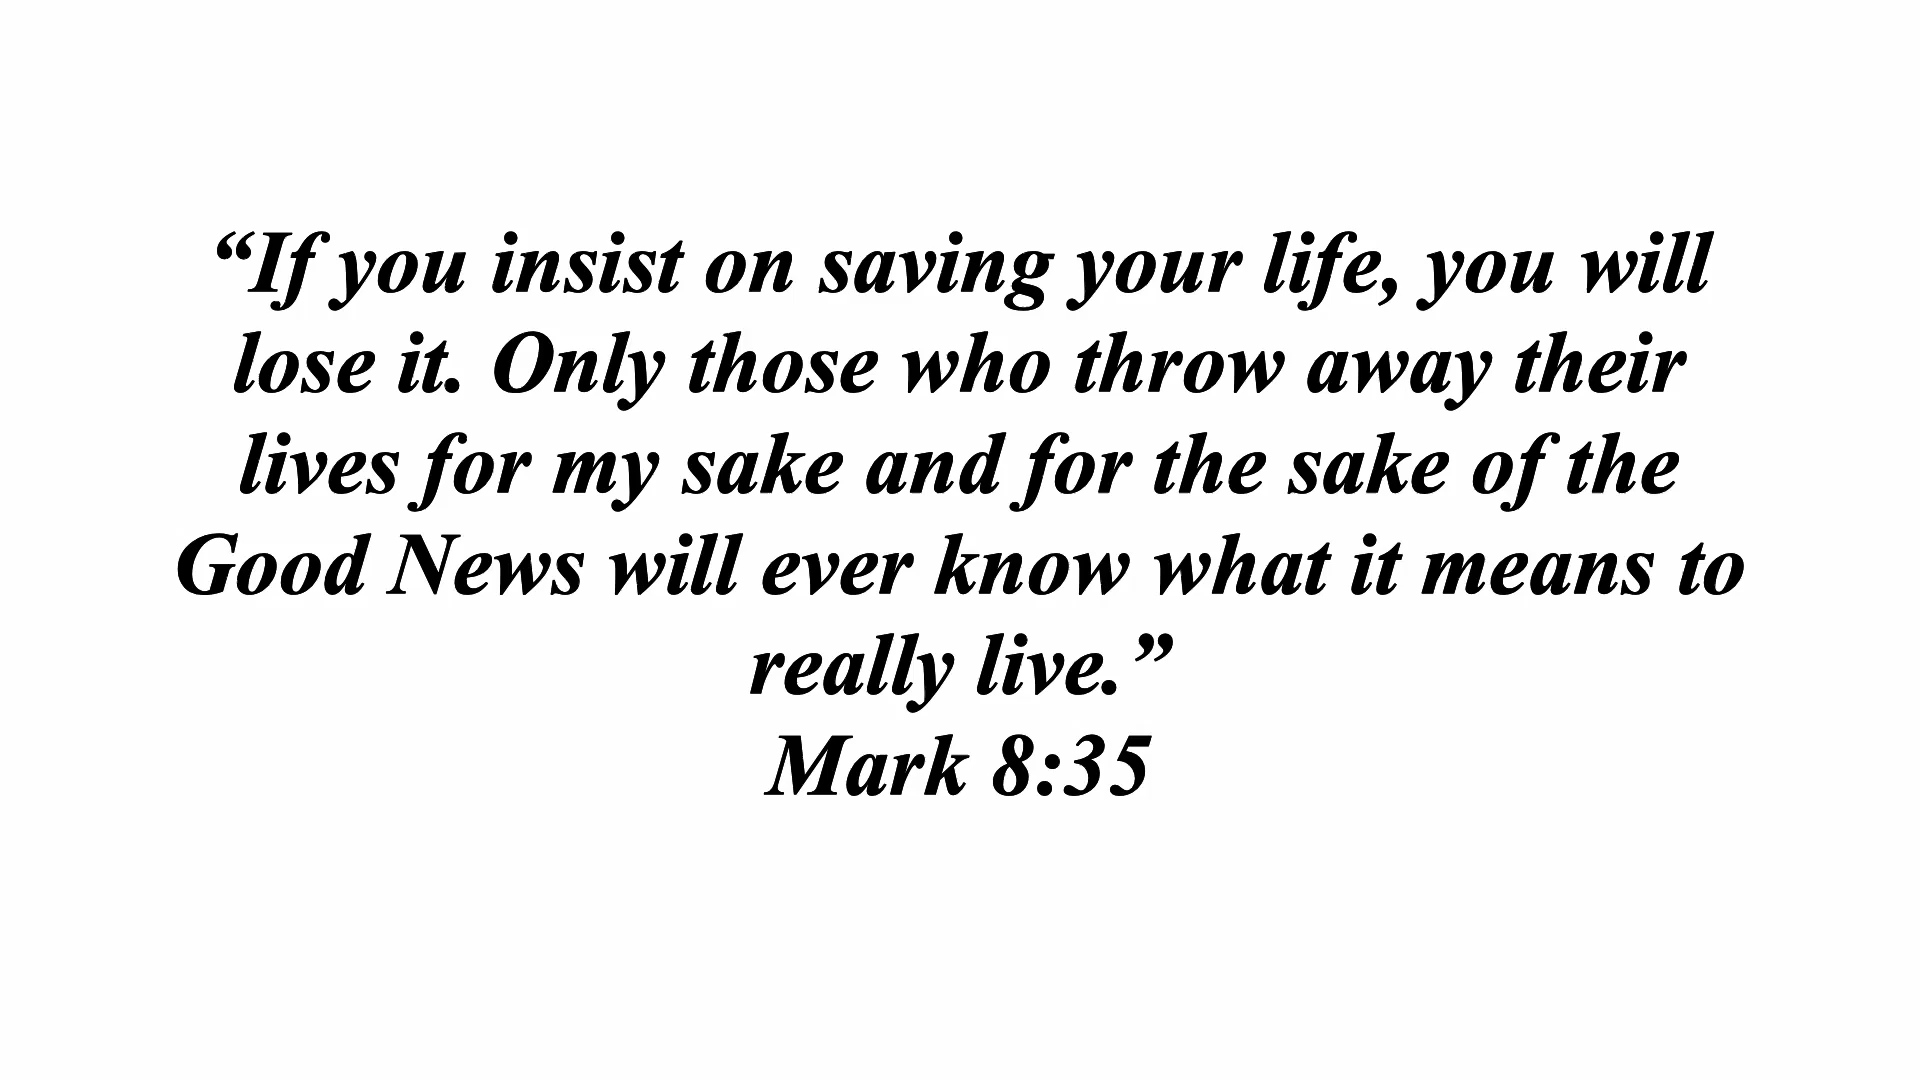 “If you insist on saving your life, you will
lose it. Only those who throw away their
lives for my sake and for the sake of the
Good News will ever know what it means to
really live.”
Mark 8:35